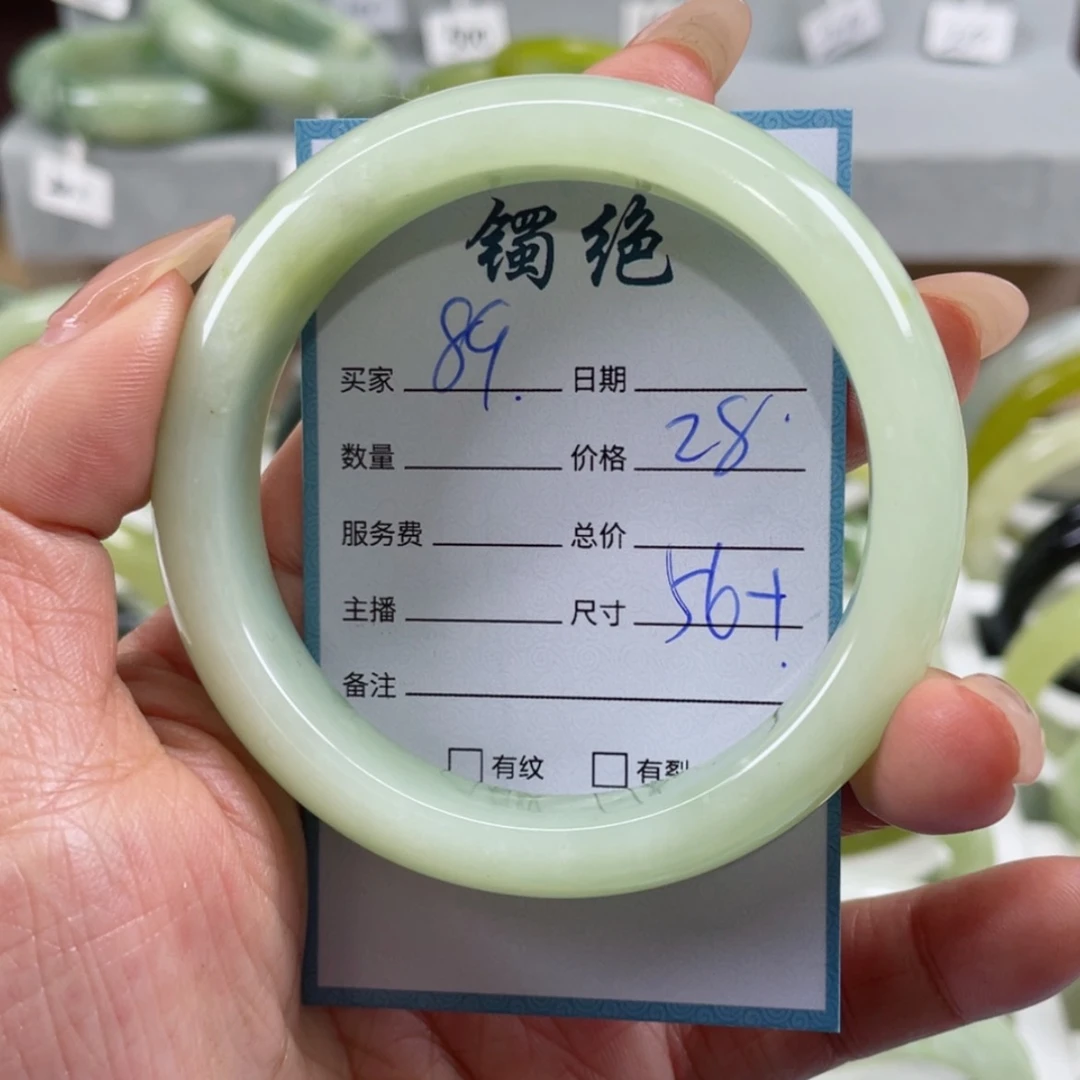 镯绝
买家 89. 日期
数量 价格 28.
服务费 总价
主播 尺寸 56+.
备注
□有纹 □有裂